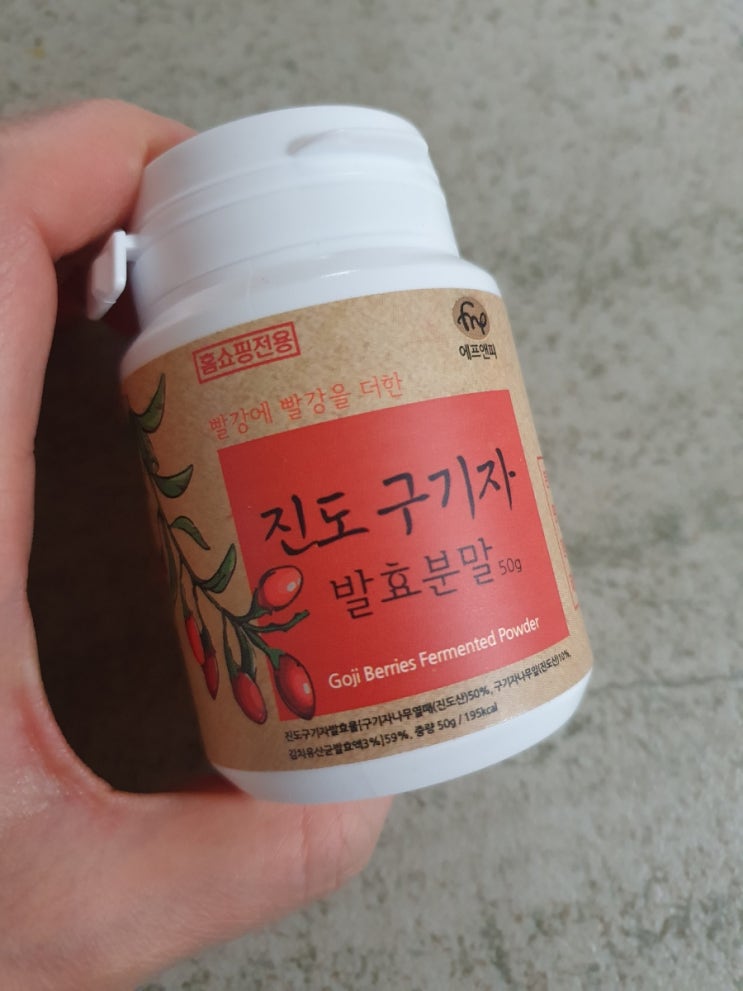 홈쇼핑전용
fnp
에프앤피
빨강에 빨강을 더한
진도 구기자
발효분말 50g
Goji Berries Fermented Powder
진도구기자발효물[구기자나무열매(진도산)50%, 구기자나무잎(진도산)10%,
김치유산균발효액3%]59%, 중량 50g / 195kcal